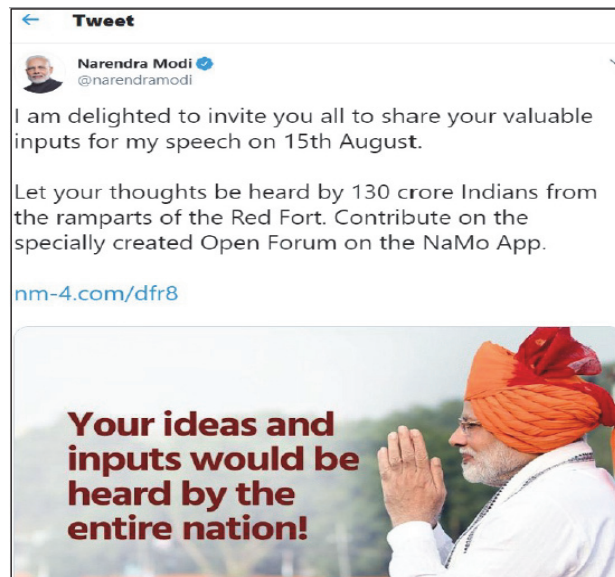 Tweet
Narendra Modi
@narendramodi
I am delighted to invite you all to share your valuable
inputs for my speech on 15th August.
Let your thoughts be heard by 130 crore Indians from
the ramparts of the Red Fort. Contribute on the
specially created Open Forum on the NaMo App.
nm-4.com/dfr8
Your ideas and
inputs would be
heard by the
entire nation!